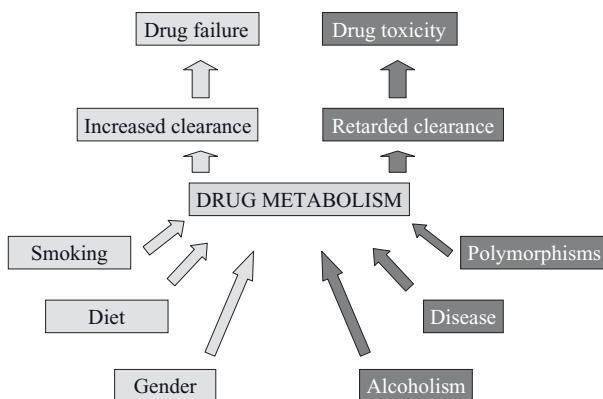 Drug failure
Drug toxicity
Increased clearance
Retarded clearance
DRUG METABOLISM
Smoking
Polymorphisms
Diet
Disease
Gender
Alcoholism